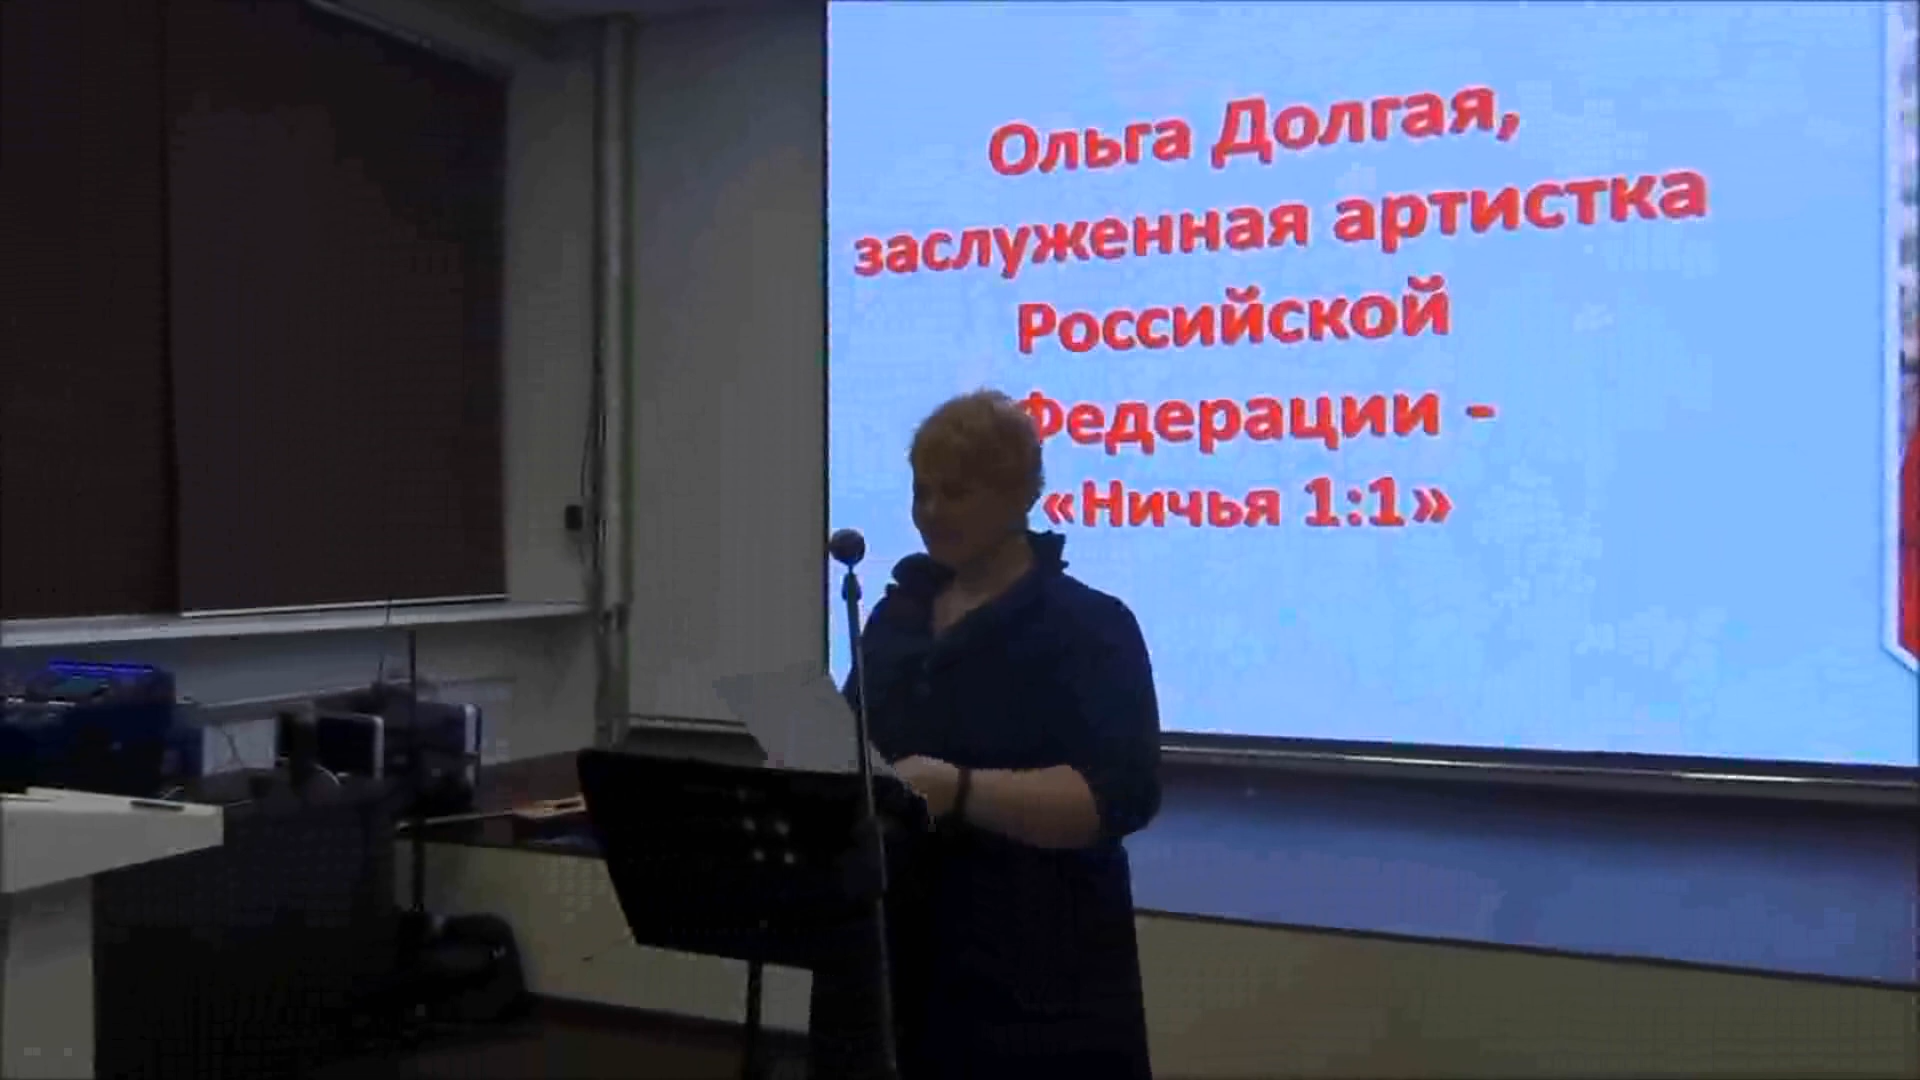 Ольга Долгая,
заслуженная артистка
Российской
Федерации -
«Ничья 1:1»